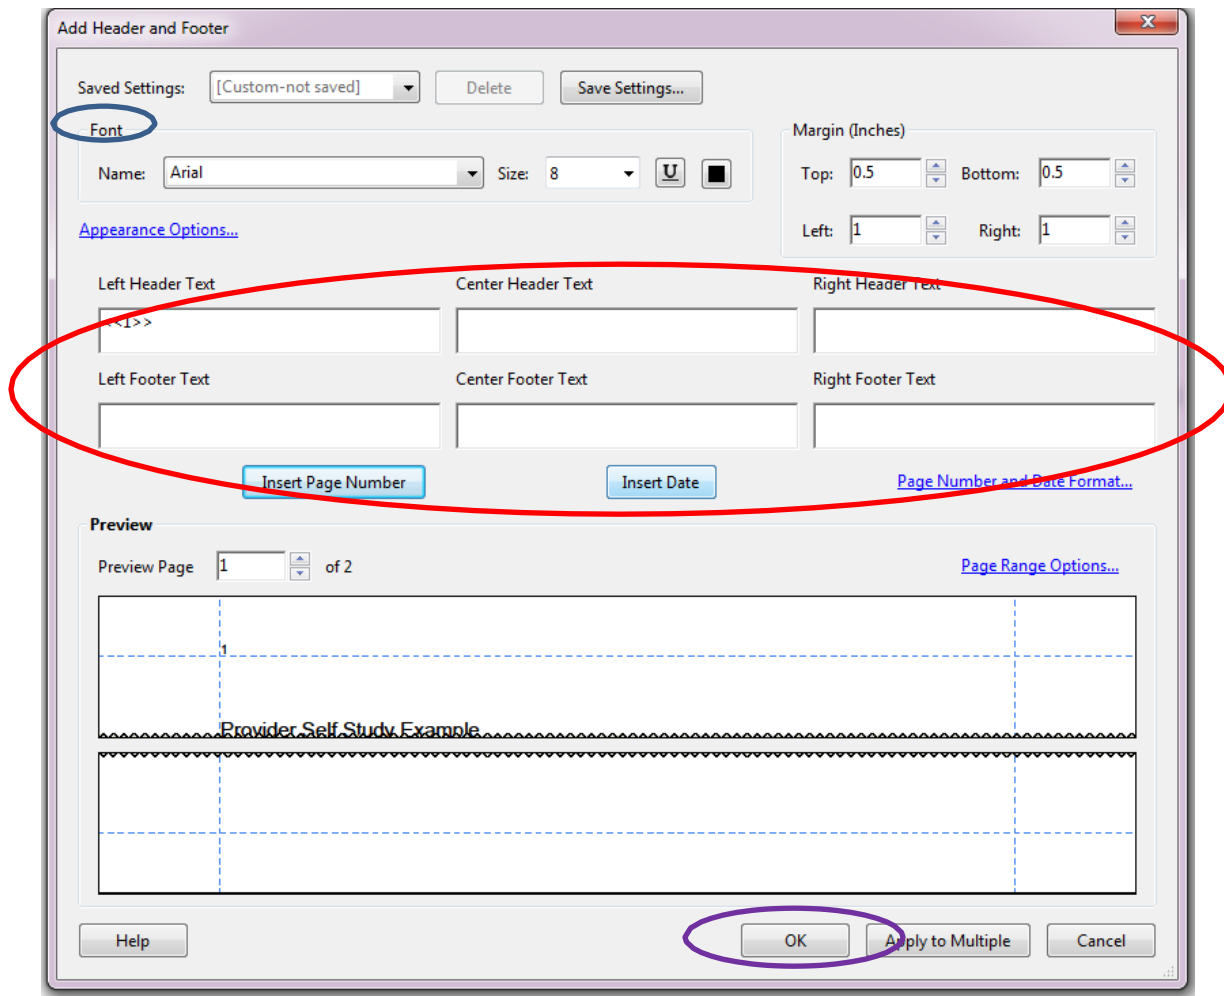 Add Header and Footer
Saved Settings: [Custom-not saved] Delete Save Settings...
Font
Margin (Inches)
Name: Arial Size: 8 U Top: 0.5 Bottom: 0.5
Appearance Options... Left: 1 Right: 1
Left Header Text Center Header Text Right Header Text
<<1>>
Left Footer Text Center Footer Text Right Footer Text
Insert Page Number Insert Date Page Number and Date Format...
Preview
Preview Page 1 of 2 Page Range Options...
1
Provider Self Study Example
Help OK Apply to Multiple Cancel